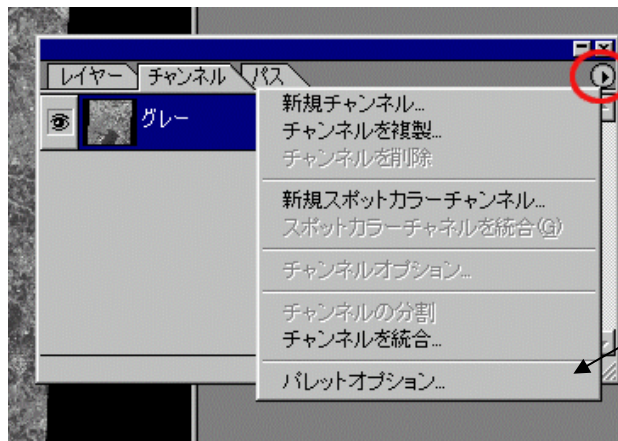 レイヤー チャンネル パス
グレー
新規チャンネル...
チャンネルを複製...
チャンネルを削除
新規スポットカラーチャンネル...
スポットカラーチャネルを統合(G)
チャンネルオプション...
チャンネルの分割
チャンネルを統合...
パレットオプション...